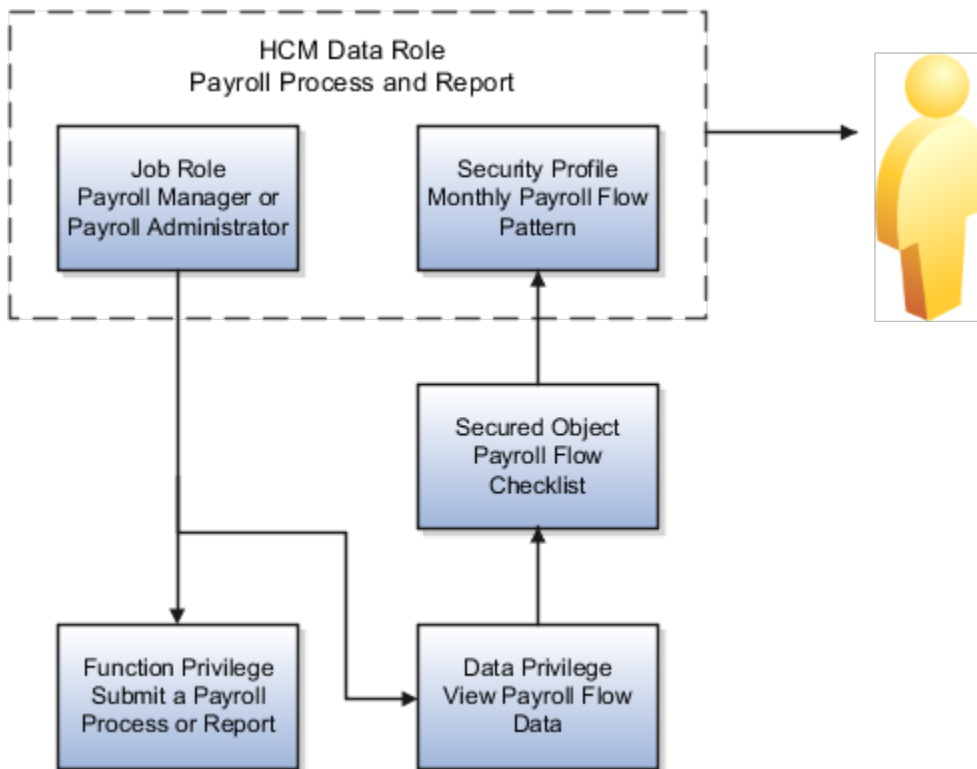 HCM Data Role
Payroll Process and Report
Job Role
Payroll Manager or
Payroll Administrator
Security Profile
Monthly Payroll Flow
Pattern
Secured Object
Payroll Flow
Checklist
Function Privilege
Submit a Payroll
Process or Report
Data Privilege
View Payroll Flow
Data